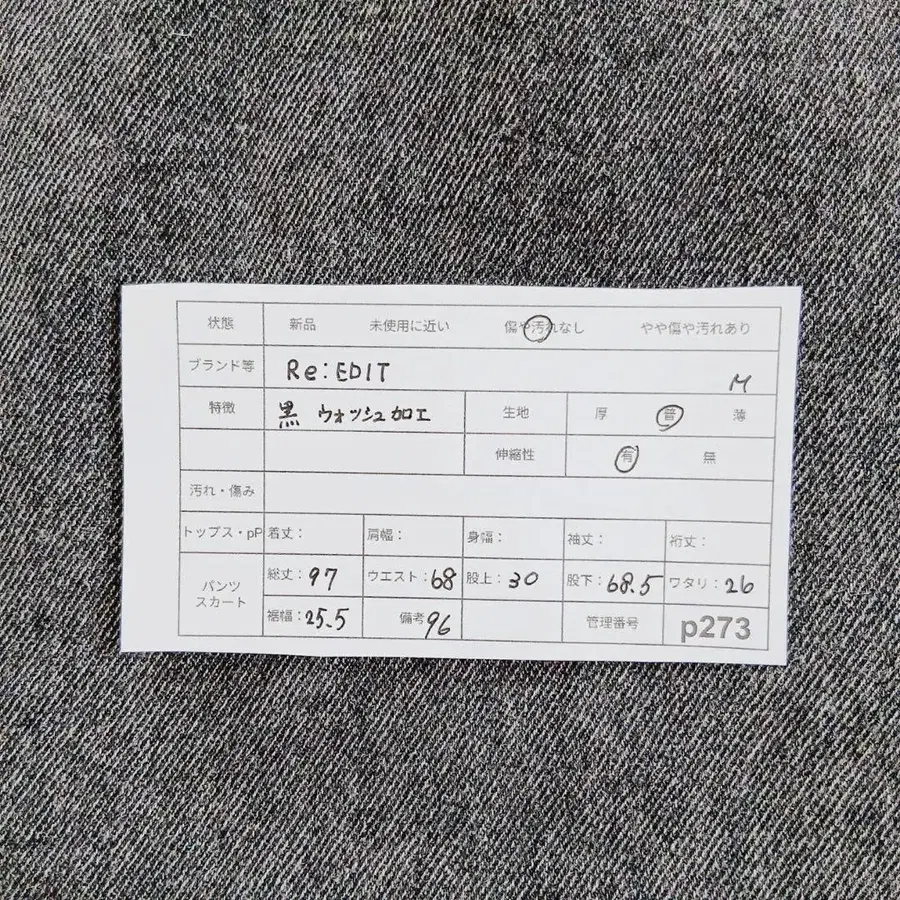 状態 新品 未使用に近い 傷や汚れなし やや傷や汚れあり
ブランド等 Re:EDIT M
特徴 黒 ウォッシュ加工 生地 厚 普 薄
伸縮性 有 無
汚れ・傷み
トップス・pP 着丈: 肩幅: 身幅: 袖丈: 裄丈:
パンツ スカート 総丈:97 ウエスト:68 股上:30 股下:68.5 ワタリ:26
裾幅:25.5 備考 96 管理番号 p273